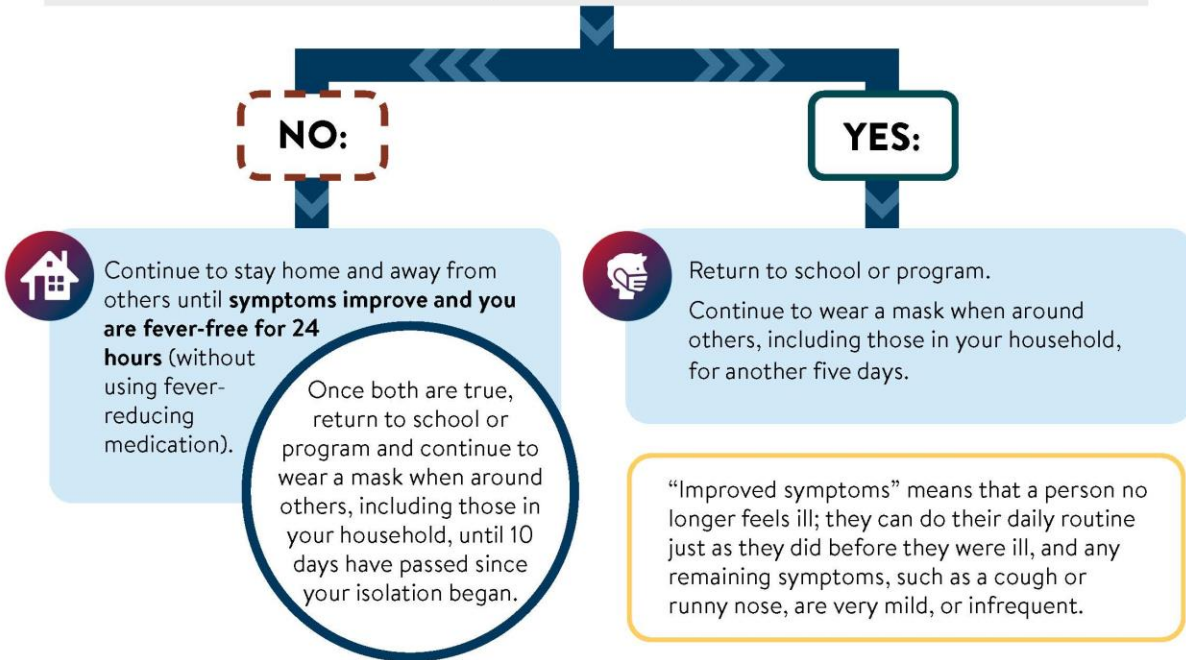 NO:
Continue to stay home and away from
others until symptoms improve and you
are fever-free for 24
hours (without
using fever-
reducing
medication).
Once both are true,
return to school or
program and continue to
wear a mask when around
others, including those in
your household, until 10
days have passed since
your isolation began.
YES:
Return to school or program.
Continue to wear a mask when around
others, including those in your household,
for another five days.
“Improved symptoms” means that a person no
longer feels ill; they can do their daily routine
just as they did before they were ill, and any
remaining symptoms, such as a cough or
runny nose, are very mild, or infrequent.